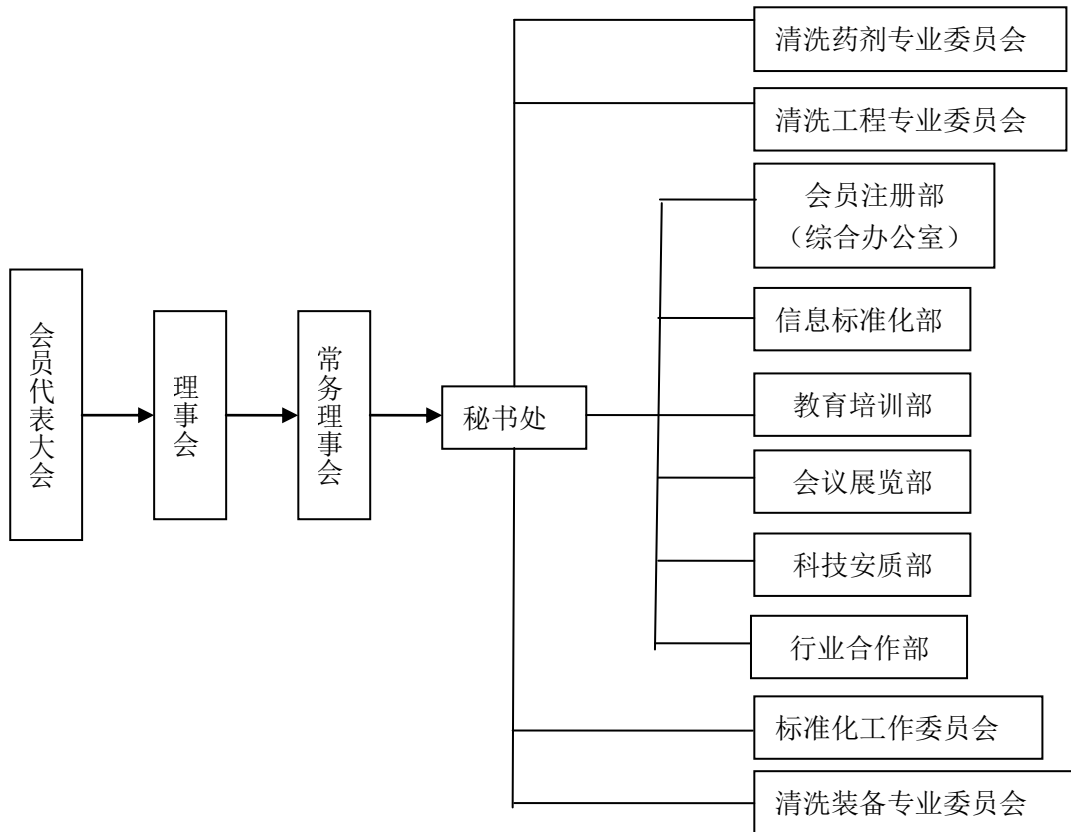 清洗药剂专业委员会
清洗工程专业委员会
会员注册部
（综合办公室）
会员代表大会
理事会
常务理事会
秘书处
信息标准化部
教育培训部
会议展览部
科技安质部
行业合作部
标准化工作委员会
清洗装备专业委员会